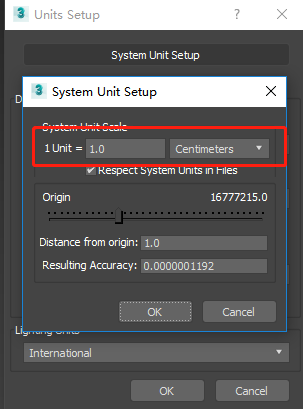 3 Units Setup ? ×
System Unit Setup
3 System Unit Setup ×
System Unit Scale
1 Unit = 1.0 Centimeters
Respect System Units in Files
Origin 16777215.0
Distance from origin: 1.0
Resulting Accuracy: 0.0000001192
OK Cancel
Lighting Units
International
OK Cancel